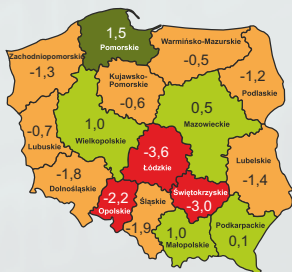 1,5
Pomorskie
Warmińsko-Mazurskie
-0,5
Zachodniopomorskie
-1,3
Kujawsko-
Pomorskie
-0,6
-1,2
Podlaskie
0,5
Mazowieckie
-0,7
Lubuskie
1,0
Wielkopolskie
-3,6
Łódzkie
Lubelskie
-1,4
-1,8
Dolnośląskie
-2,2
Opolskie
Śląskie
-1,9
Świętokrzyskie
-3,0
1,0
Małopolskie
Podkarpackie
0,1